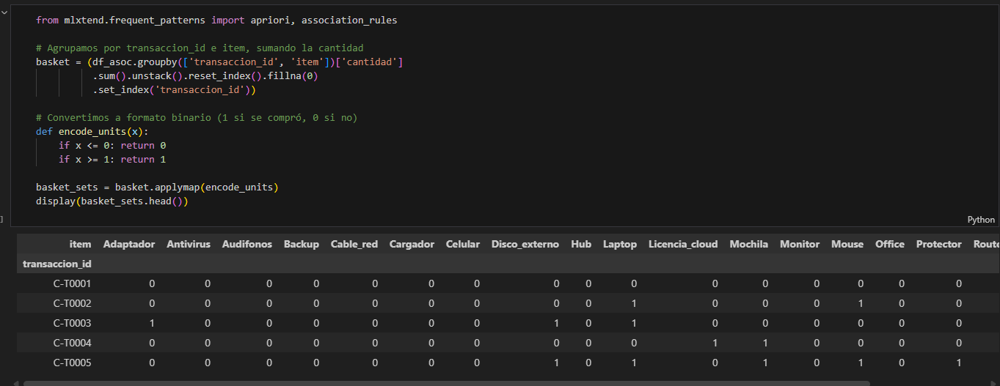 from mlxtend.frequent_patterns import apriori, association_rules
# Agrupamos por transaccion_id e item, sumando la cantidad
basket = (df_asoc.groupby(['transaccion_id', 'item'])['cantidad']
.sum().unstack().reset_index().fillna(0)
.set_index('transaccion_id'))
# Convertimos a formato binario (1 si se compró, 0 si no)
def encode_units(x):
if x <= 0: return 0
if x >= 1: return 1
basket_sets = basket.applymap(encode_units)
display(basket_sets.head())
]
Python
item Adaptador Antivirus Audifonos Backup Cable_red Cargador Celular Disco_externo Hub Laptop Licencia_cloud Mochila Monitor Mouse Office Protector Route
transaccion_id
C-T0001 0 0 0 0 0 0 0 0 0 0 0 0 0 0 0 0
C-T0002 0 0 0 0 0 0 0 0 0 1 0 0 0 1 0 0
C-T0003 1 0 0 0 0 0 0 1 0 1 0 0 0 0 0 0
C-T0004 0 0 0 0 0 0 0 0 0 0 1 1 0 0 0 0
C-T0005 0 0 0 0 0 0 0 1 0 1 0 1 0 1 0 1